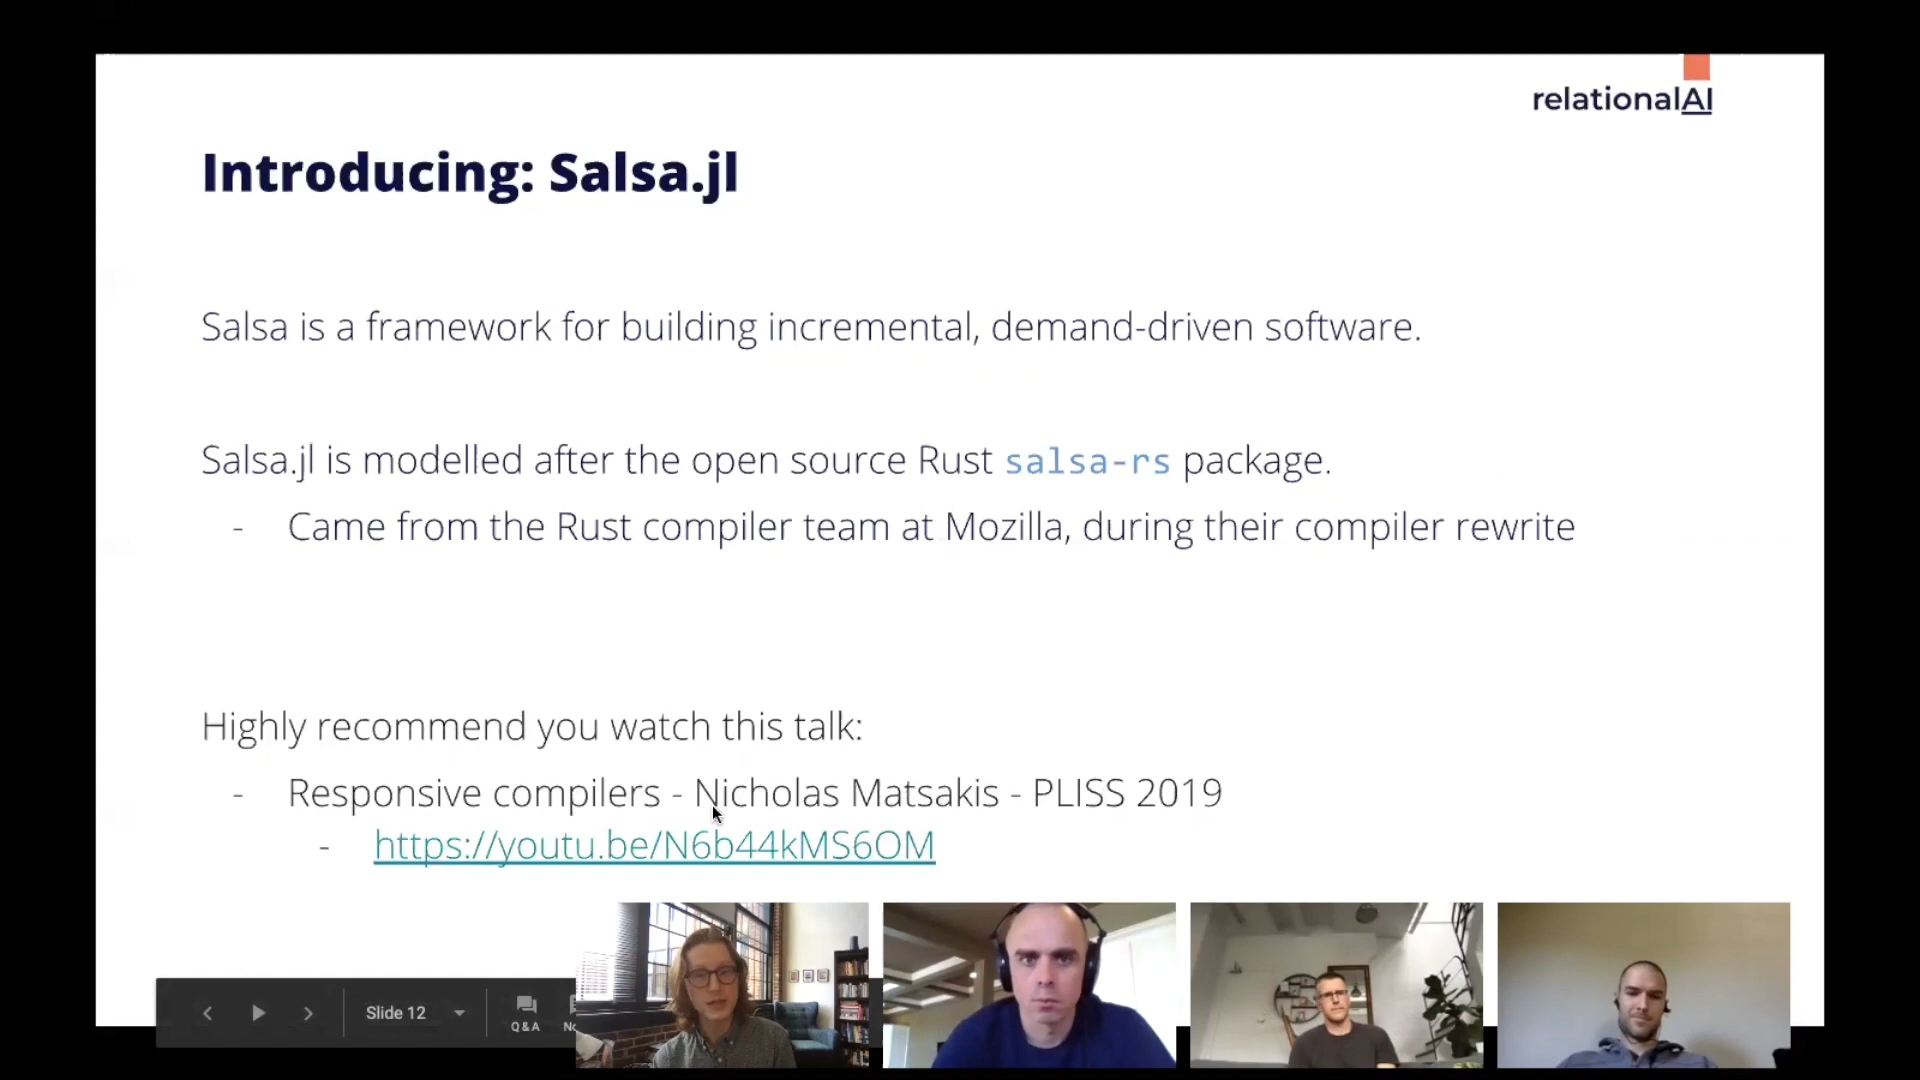 relationalAI
Introducing: Salsa.jl
Salsa is a framework for building incremental, demand-driven software.
Salsa.jl is modelled after the open source Rust salsa-rs package.
- Came from the Rust compiler team at Mozilla, during their compiler rewrite
Highly recommend you watch this talk:
- Responsive compilers - Nicholas Matsakis - PLISS 2019
- https://youtu.be/N6b44kMS6OM
Slide 12
Q&A